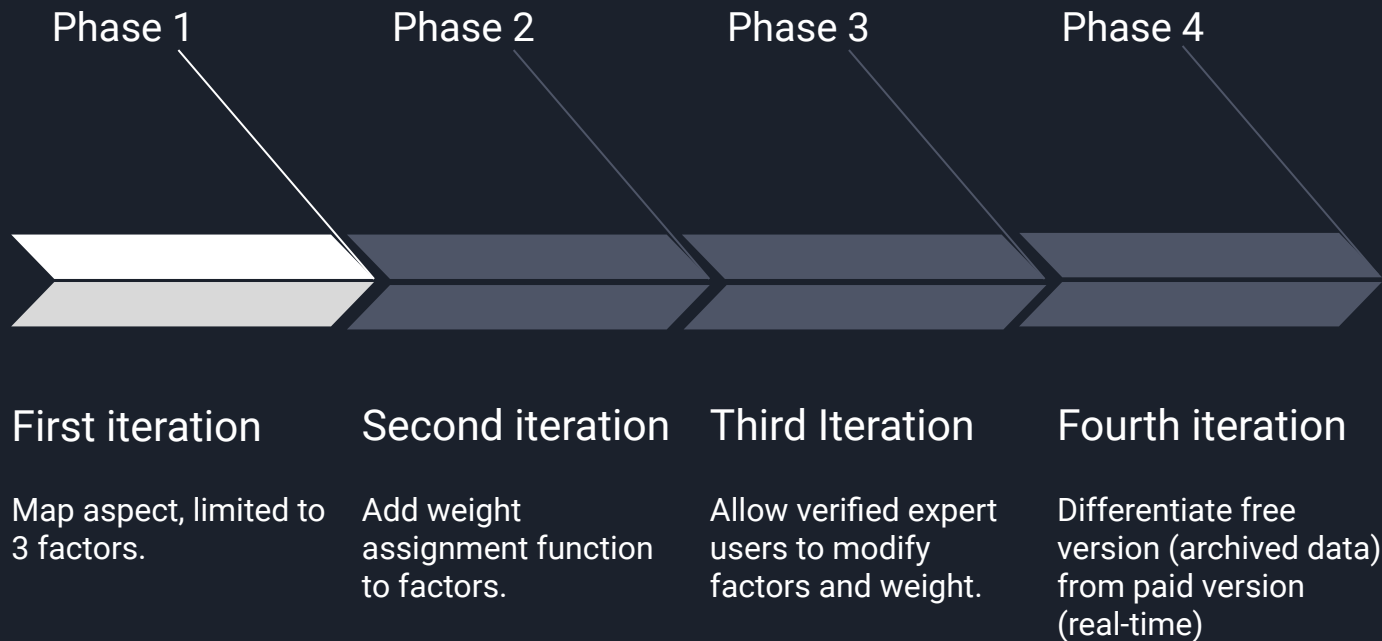 Phase 1
Phase 2
Phase 3
Phase 4
First iteration
Map aspect, limited to
3 factors.
Second iteration
Add weight
assignment function
to factors.
Third Iteration
Allow verified expert
users to modify
factors and weight.
Fourth iteration
Differentiate free
version (archived data)
from paid version
(real-time)